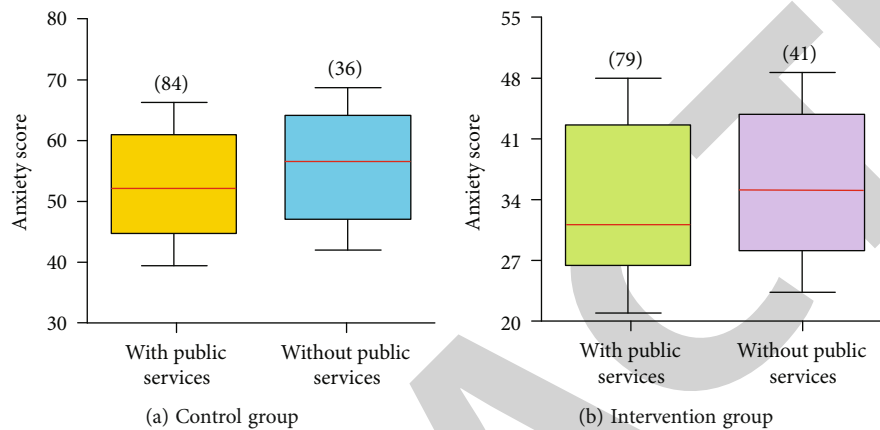 80
70
60
50
40
30
Anxiety score
(84)
(36)
With public
services
Without public
services
(a) Control group
55
48
41
34
27
20
Anxiety score
(79)
(41)
With public
services
Without public
services
(b) Intervention group